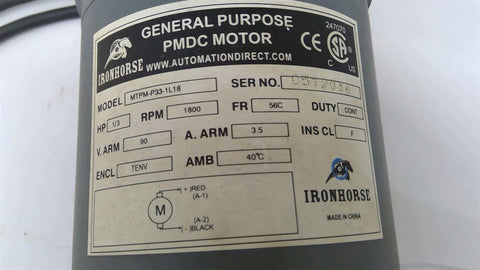 IRONHORSE
GENERAL PURPOSE
PMDC MOTOR
WWW.AUTOMATIONDIRECT.COM
CE
247070
C US
MODEL MTPM-P33-1L18 SER NO.
HP 1/3 RPM 1800 FR 56C DUTY CONT
V. ARM 90 A. ARM 3.5 INS CL F
ENCL TENV AMB 40℃
M
(+)RED
(A-1)
(A-2)
(-)BLACK
IRONHORSE
MADE IN CHINA